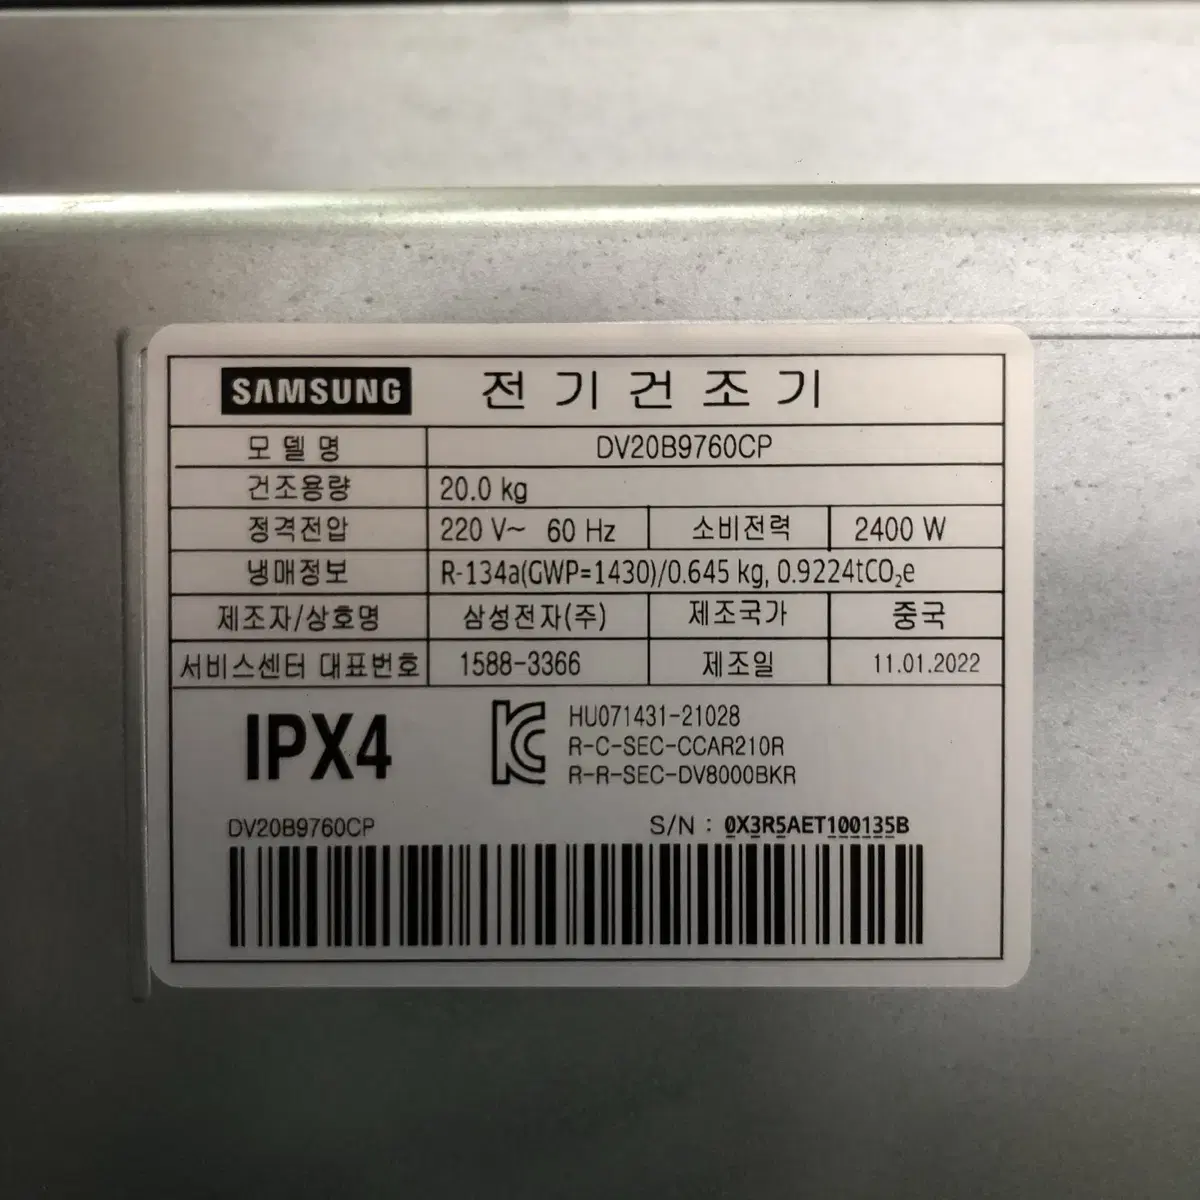 SAMSUNG 전기건조기
모델명 DV20B9760CP
건조용량 20.0 kg
정격전압 220 V~ 60 Hz 소비전력 2400 W
냉매정보 R-134a(GWP=1430)/0.645 kg, 0.9224tCO₂e
제조자/상호명 삼성전자(주) 제조국가 중국
서비스센터 대표번호 1588-3366 제조일 11.01.2022
IPX4
HU071431-21028
R-C-SEC-CCAR210R
R-R-SEC-DV8000BKR
DV20B9760CP S/N : 0X3R5AET100135B